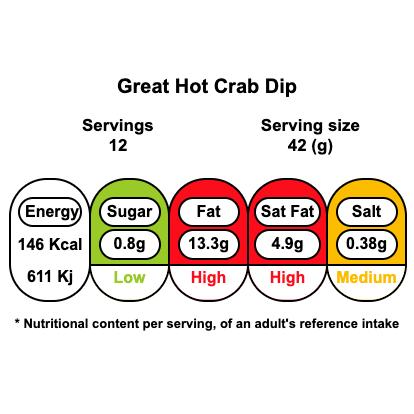 Great Hot Crab Dip
Servings
12
Serving size
42 (g)
Energy
146 Kcal
611 Kj
Sugar
0.8g
Low
Fat
13.3g
High
Sat Fat
4.9g
High
Salt
0.38g
Medium
* Nutritional content per serving, of an adult's reference intake